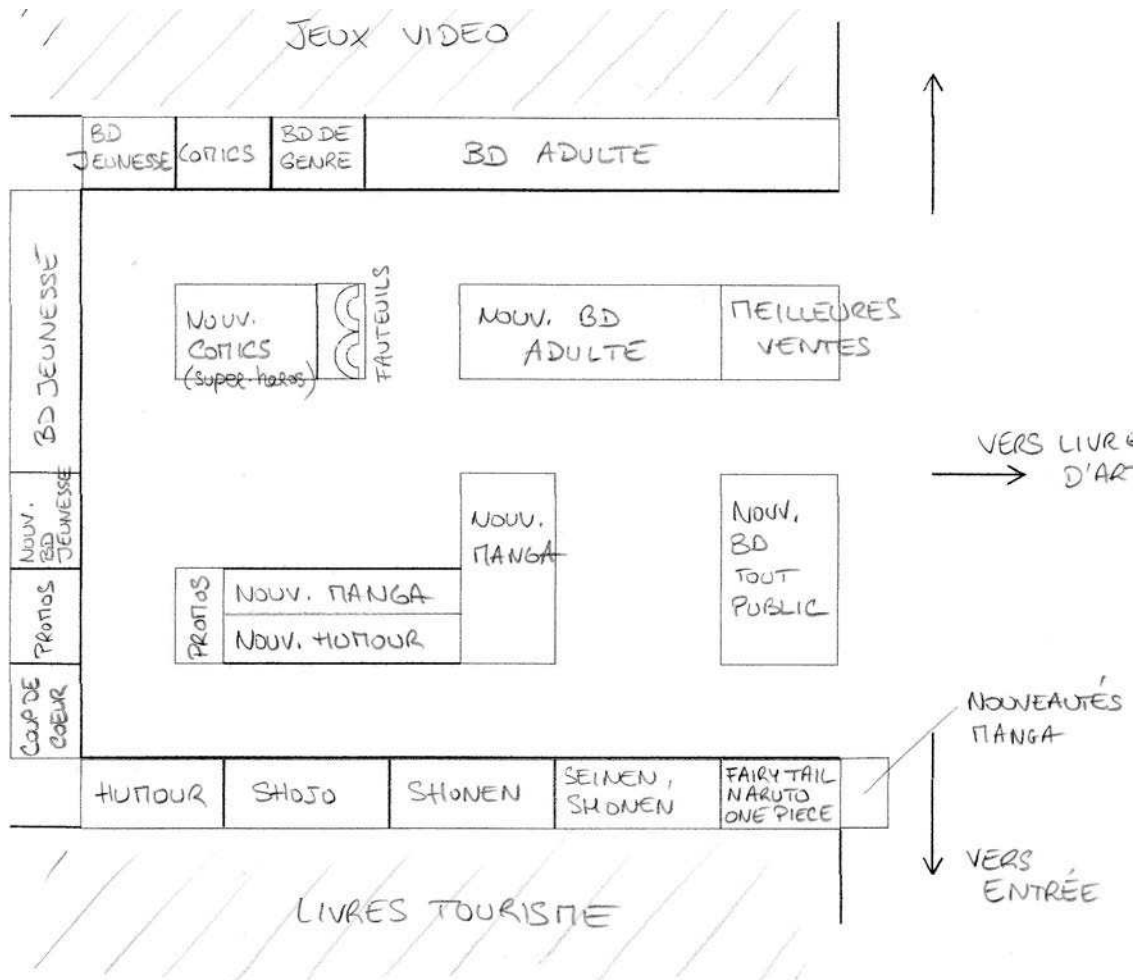 JEUX VIDEO
BD
JEUNESSE
COMICS
BD DE
GENRE
BD ADULTE
BD JEUNESSE
NOUV.
COMICS
(super-heros)
FAUTEUILS
NOUV. BD
ADULTE
MEILLEURES
VENTES
VERS LIVRE
D'ART
NOUV.
BD
JEUNESSE
NOUV.
MANGA
NOUV.
BD
TOUT
PUBLIC
PROMOS
PROMOS
NOUV. MANGA
NOUV. HUMOUR
COUP DE
COEUR
NOUVEAUTÉS
MANGA
HUMOUR
SHOJO
SHONEN
SEINEN,
SHONEN
FAIRY TAIL
NARUTO
ONE PIECE
VERS
ENTRÉE
LIVRES TOURISME